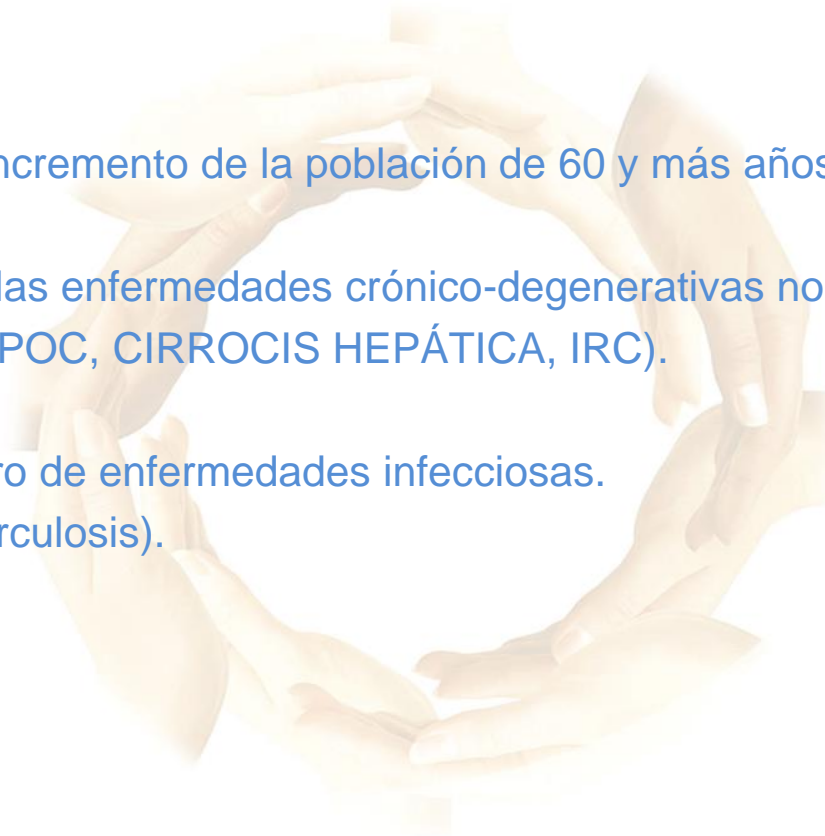 ncremento de la población de 60 y más años
las enfermedades crónico-degenerativas no
POC, CIRROCIS HEPÁTICA, IRC).
ro de enfermedades infecciosas.
rculosis).